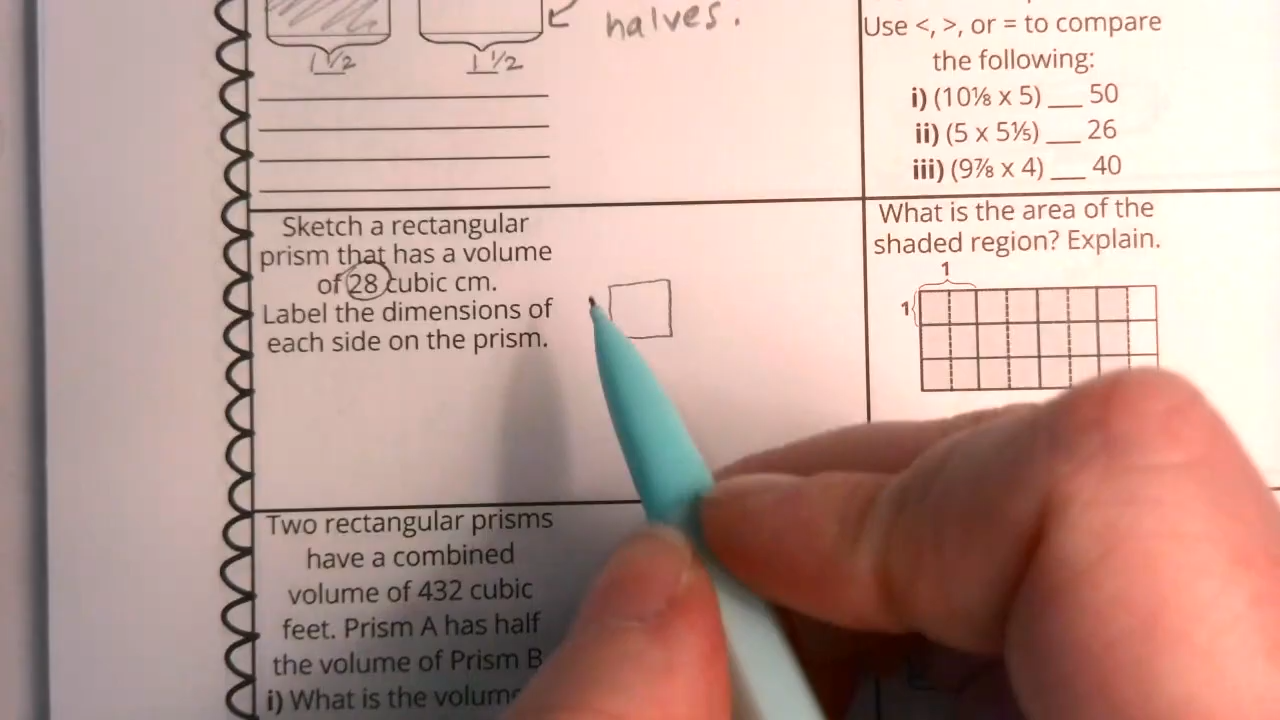 halves.
1 1/2
1 1/2
Use <, >, or = to compare
the following:
i) (10⅛ x 5) ___ 50
ii) (5 x 5⅕) ___ 26
iii) (9⅞ x 4) ___ 40
Sketch a rectangular
prism that has a volume
of 28 cubic cm.
Label the dimensions of
each side on the prism.
What is the area of the
shaded region? Explain.
1
1
Two rectangular prisms
have a combined
volume of 432 cubic
feet. Prism A has half
the volume of Prism B
i) What is the volume